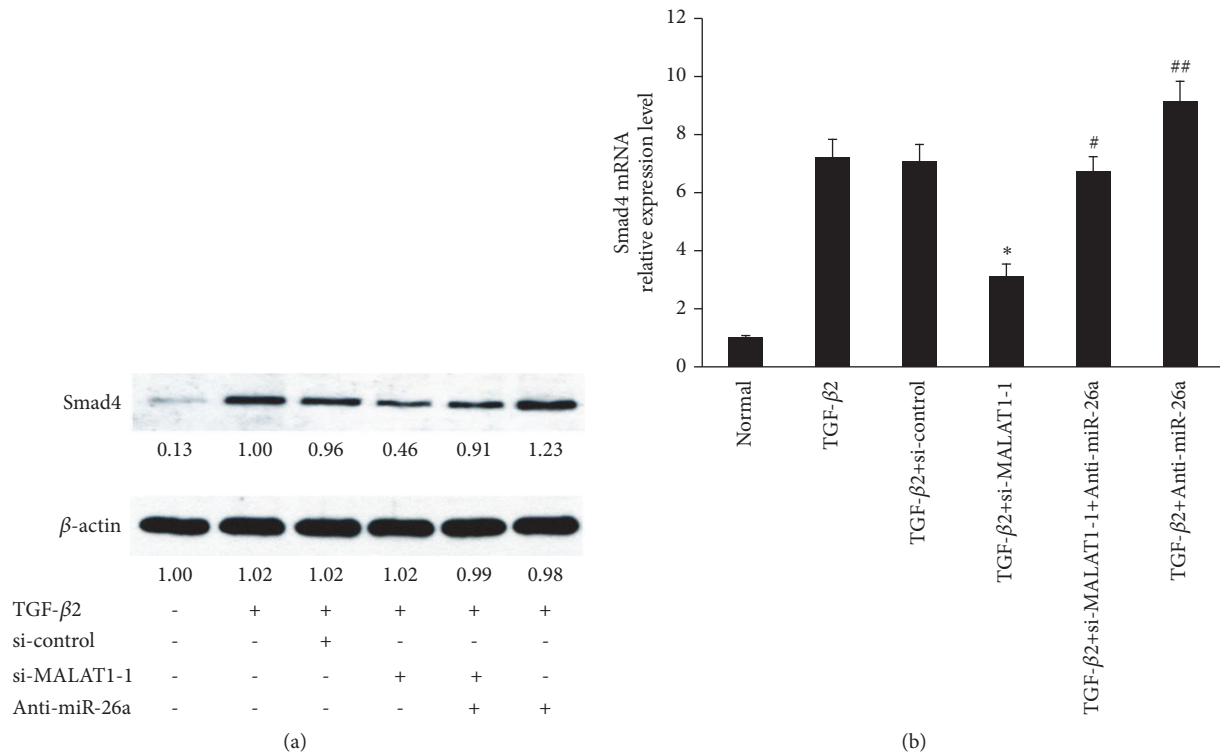 Smad4
0.13 1.00 0.96 0.46 0.91 1.23
β-actin
1.00 1.02 1.02 1.02 0.99 0.98
TGF-β2 - + + + + +
si-control - - + - - -
si-MALAT1-1 - - - + + -
Anti-miR-26a - - - - + +
(a)
Smad4 mRNA
relative expression level
12
10
8
6
4
2
0
*
#
##
Normal
TGF-β2
TGF-β2+si-control
TGF-β2+si-MALAT1-1
TGF-β2+si-MALAT1-1+Anti-miR-26a
TGF-β2+Anti-miR-26a
(b)